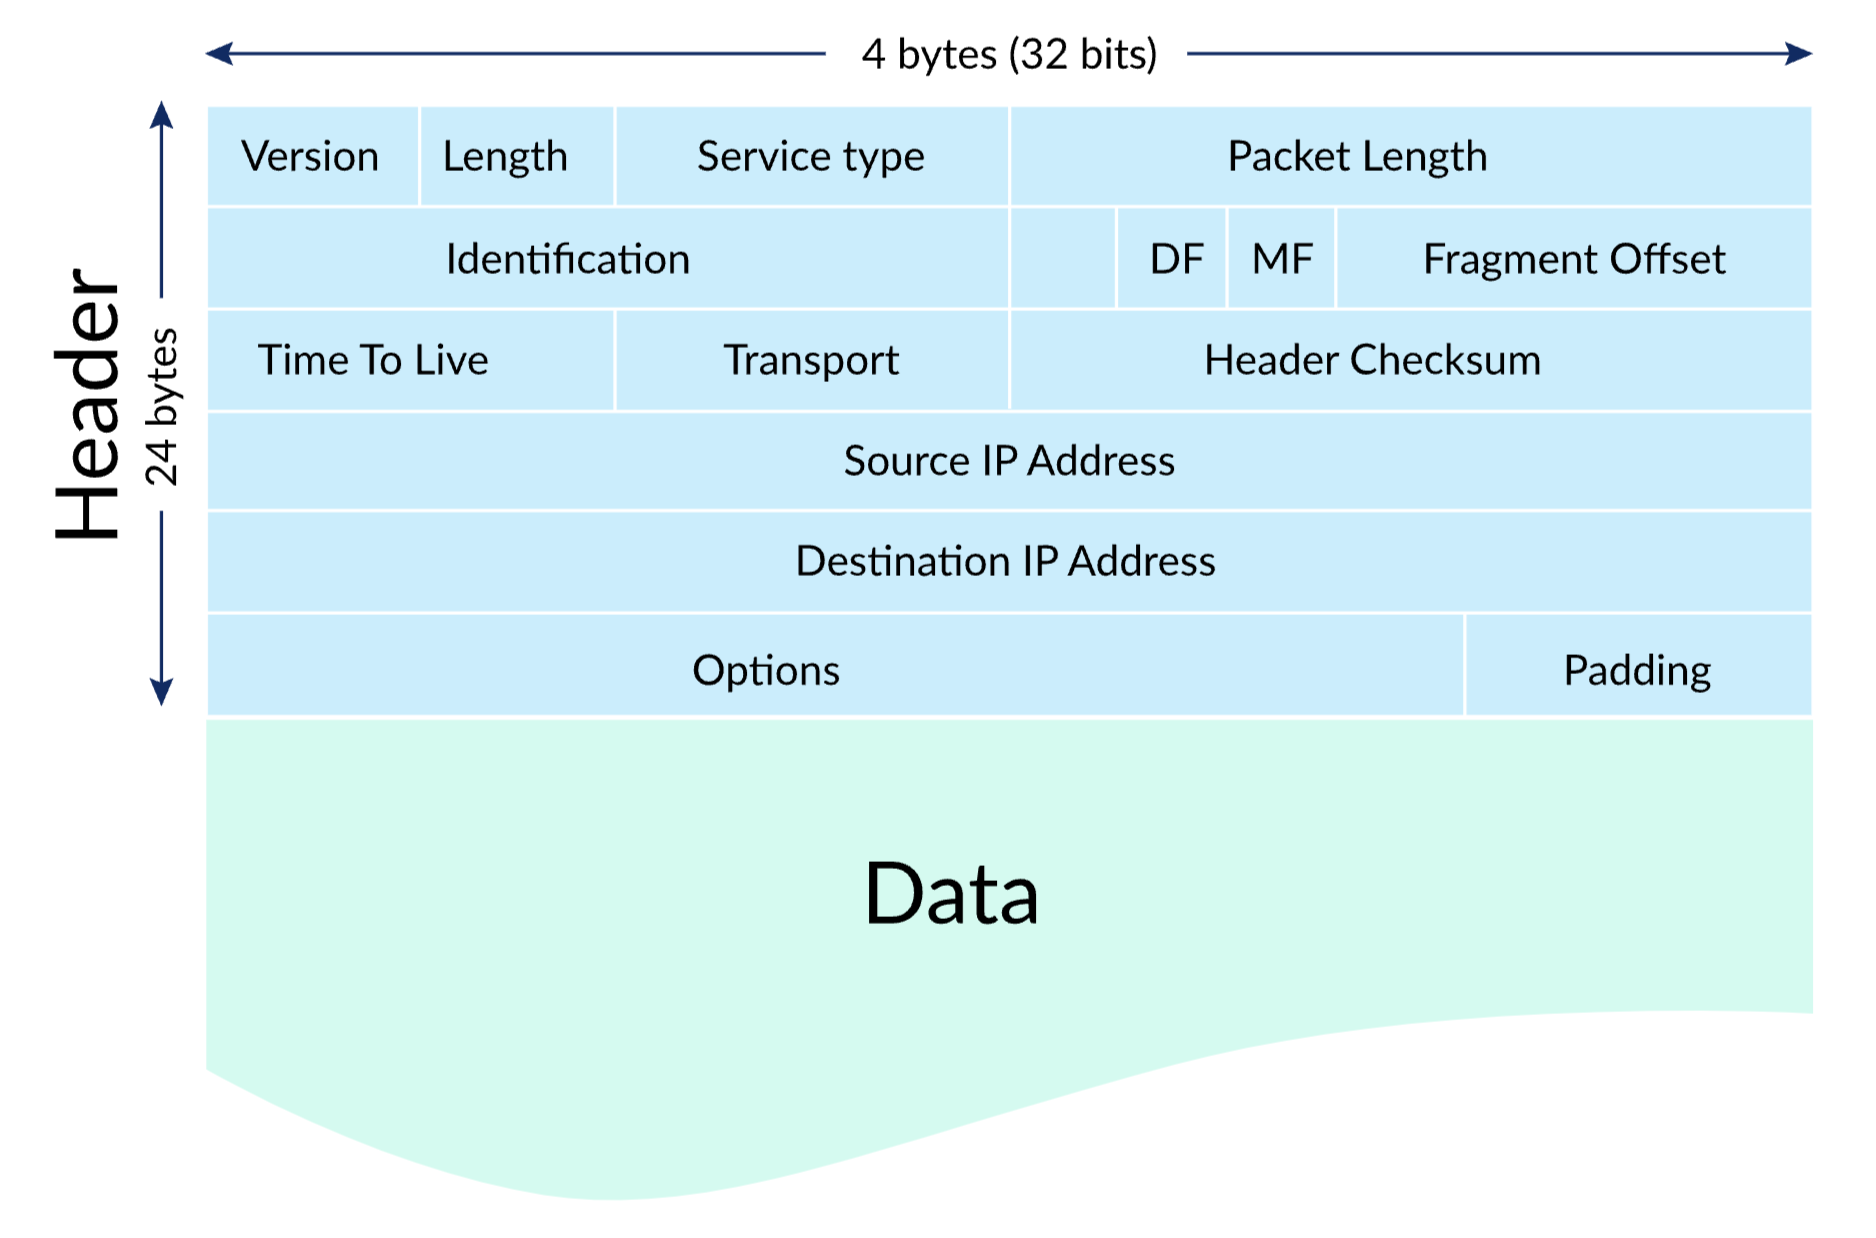 4 bytes (32 bits)
Header
24 bytes
Version Length Service type Packet Length
Identification DF MF Fragment Offset
Time To Live Transport Header Checksum
Source IP Address
Destination IP Address
Options Padding
Data